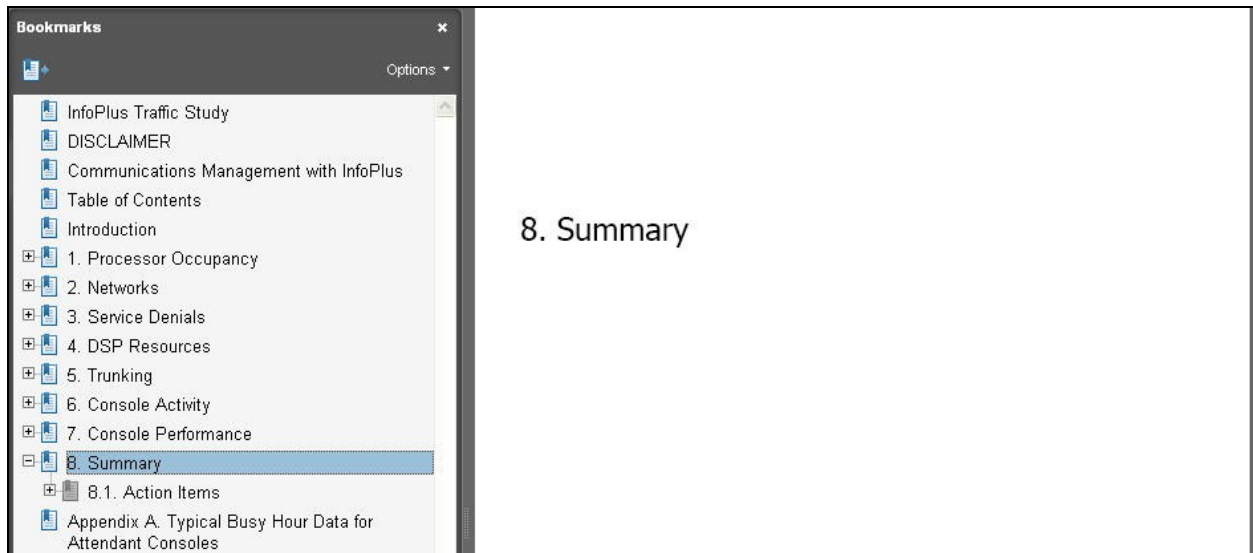 Bookmarks
Options
InfoPlus Traffic Study
DISCLAIMER
Communications Management with InfoPlus
Table of Contents
Introduction
1. Processor Occupancy
2. Networks
3. Service Denials
4. DSP Resources
5. Trunking
6. Console Activity
7. Console Performance
8. Summary
8.1. Action Items
Appendix A. Typical Busy Hour Data for
Attendant Consoles
8. Summary